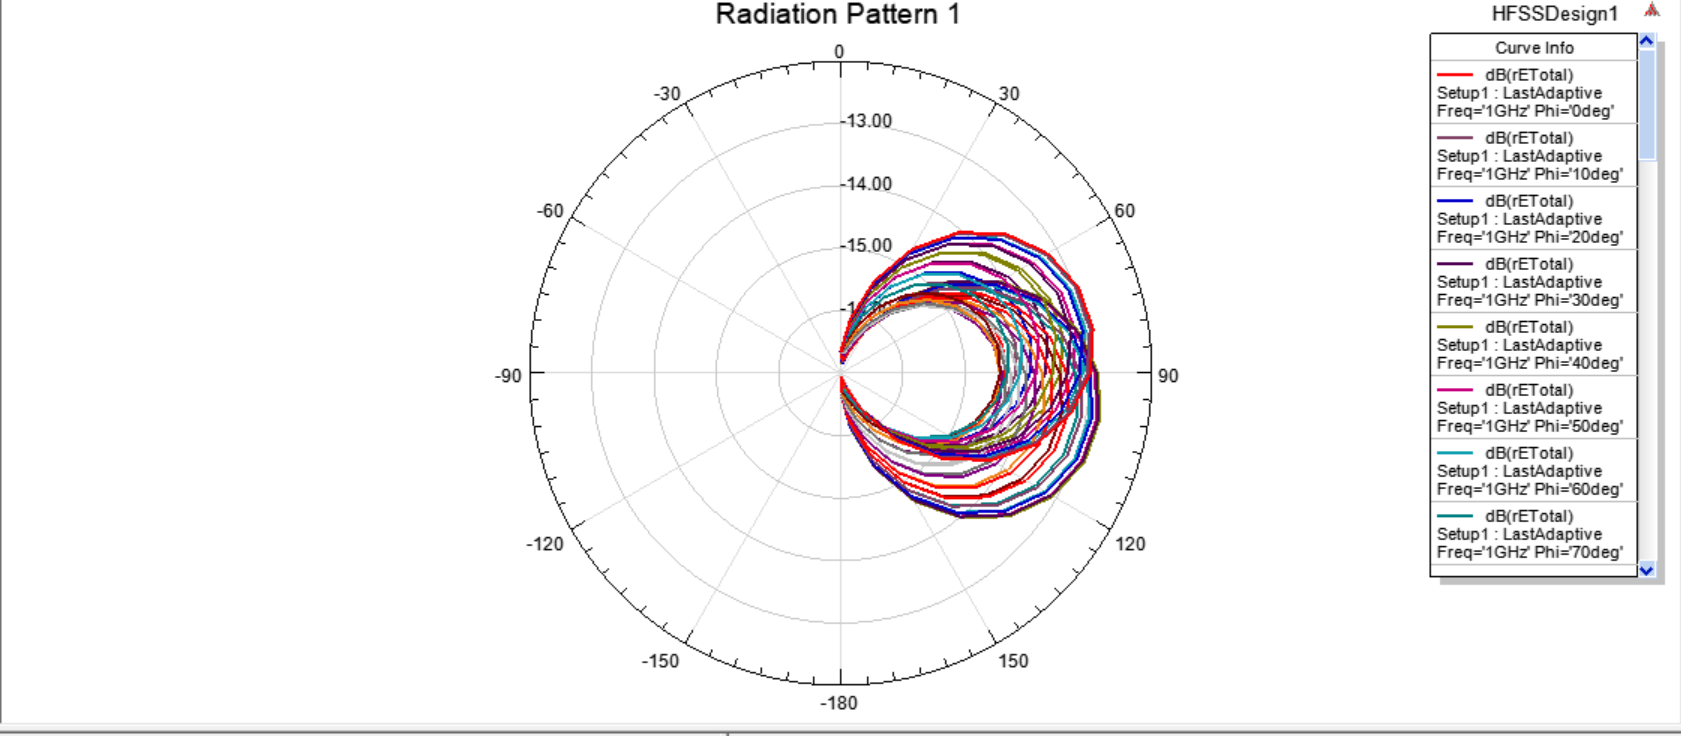 Radiation Pattern 1
HFSSDesign1
0
-30
30
-13.00
-14.00
-60
60
-15.00
-90
90
-120
120
-150
150
-180
Curve Info
dB(rETotal)
Setup1 : LastAdaptive
Freq='1GHz' Phi='0deg'
dB(rETotal)
Setup1 : LastAdaptive
Freq='1GHz' Phi='10deg'
dB(rETotal)
Setup1 : LastAdaptive
Freq='1GHz' Phi='20deg'
dB(rETotal)
Setup1 : LastAdaptive
Freq='1GHz' Phi='30deg'
dB(rETotal)
Setup1 : LastAdaptive
Freq='1GHz' Phi='40deg'
dB(rETotal)
Setup1 : LastAdaptive
Freq='1GHz' Phi='50deg'
dB(rETotal)
Setup1 : LastAdaptive
Freq='1GHz' Phi='60deg'
dB(rETotal)
Setup1 : LastAdaptive
Freq='1GHz' Phi='70deg'